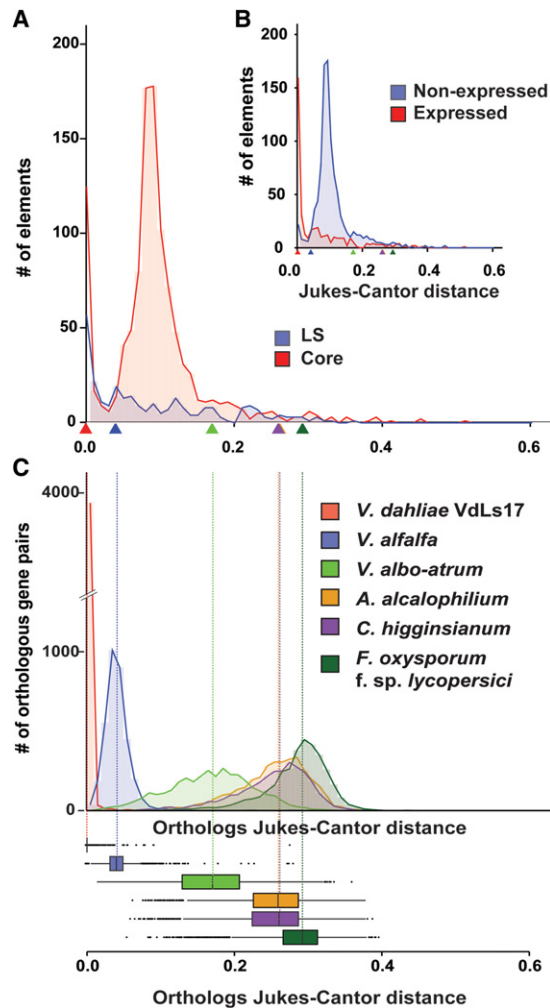 A
200
150
100
50
0
# of elements
0.0
0.2
0.4
0.6
LS
Core
B
200
150
100
50
0
# of elements
Non-expressed
Expressed
0.0
0.2
0.4
0.6
Jukes-Cantor distance
C
4000
1000
0
# of orthologous gene pairs
V. dahliae VdLs17
V. alfalfa
V. albo-atrum
A. alcalophilium
C. higginsianum
F. oxysporum
f. sp. lycopersici
Orthologs Jukes-Cantor distance
0.0
0.2
0.4
0.6
Orthologs Jukes-Cantor distance